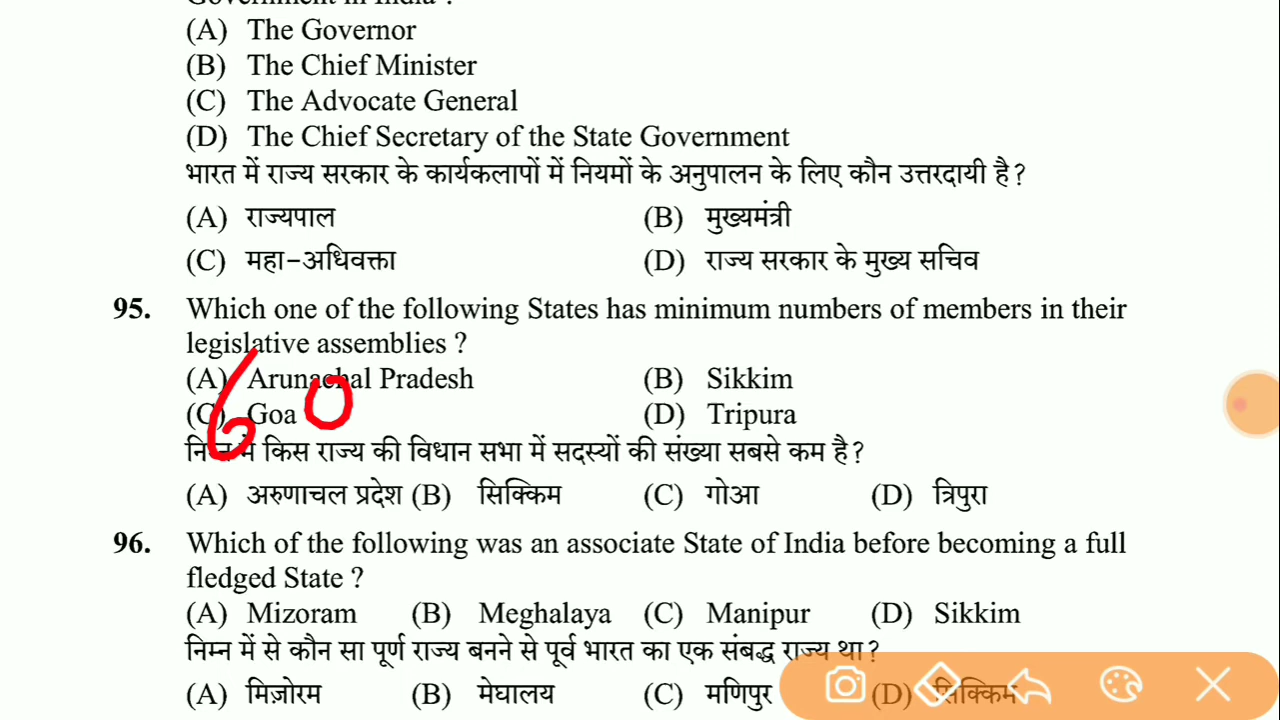 Government in India ?
(A) The Governor
(B) The Chief Minister
(C) The Advocate General
(D) The Chief Secretary of the State Government
भारत में राज्य सरकार के कार्यकलापों में नियमों के अनुपालन के लिए कौन उत्तरदायी है?
(A) राज्यपाल (B) मुख्यमंत्री
(C) महा-अधिवक्ता (D) राज्य सरकार के मुख्य सचिव
95. Which one of the following States has minimum numbers of members in their
legislative assemblies ?
(A) Arunachal Pradesh (B) Sikkim
(C) Goa (D) Tripura
60
निम्न में किस राज्य की विधान सभा में सदस्यों की संख्या सबसे कम है?
(A) अरुणाचल प्रदेश (B) सिक्किम (C) गोआ (D) त्रिपुरा
96. Which of the following was an associate State of India before becoming a full
fledged State ?
(A) Mizoram (B) Meghalaya (C) Manipur (D) Sikkim
निम्न में से कौन सा पूर्ण राज्य बनने से पूर्व भारत का एक संबद्ध राज्य था?
(A) मिज़ोरम (B) मेघालय (C) मणिपुर (D) सिक्किम